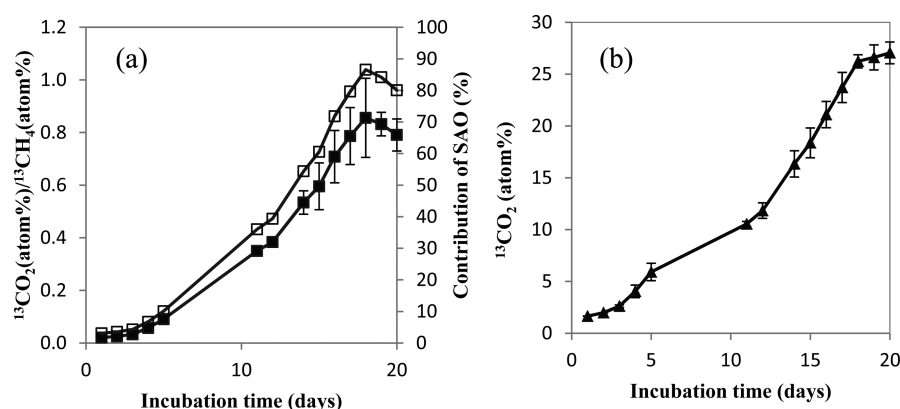 (a)
1.2
1.0
0.8
0.6
0.4
0.2
0.0
¹³CO₂(atom%)/¹³CH₄(atom%)
100
90
80
70
60
50
40
30
20
10
0
Contribution of SAO (%)
0 10 20
Incubation time (days)
(b)
30
25
20
15
10
5
0
¹³CO₂ (atom%)
0 5 10 15 20
Incubation time (days)